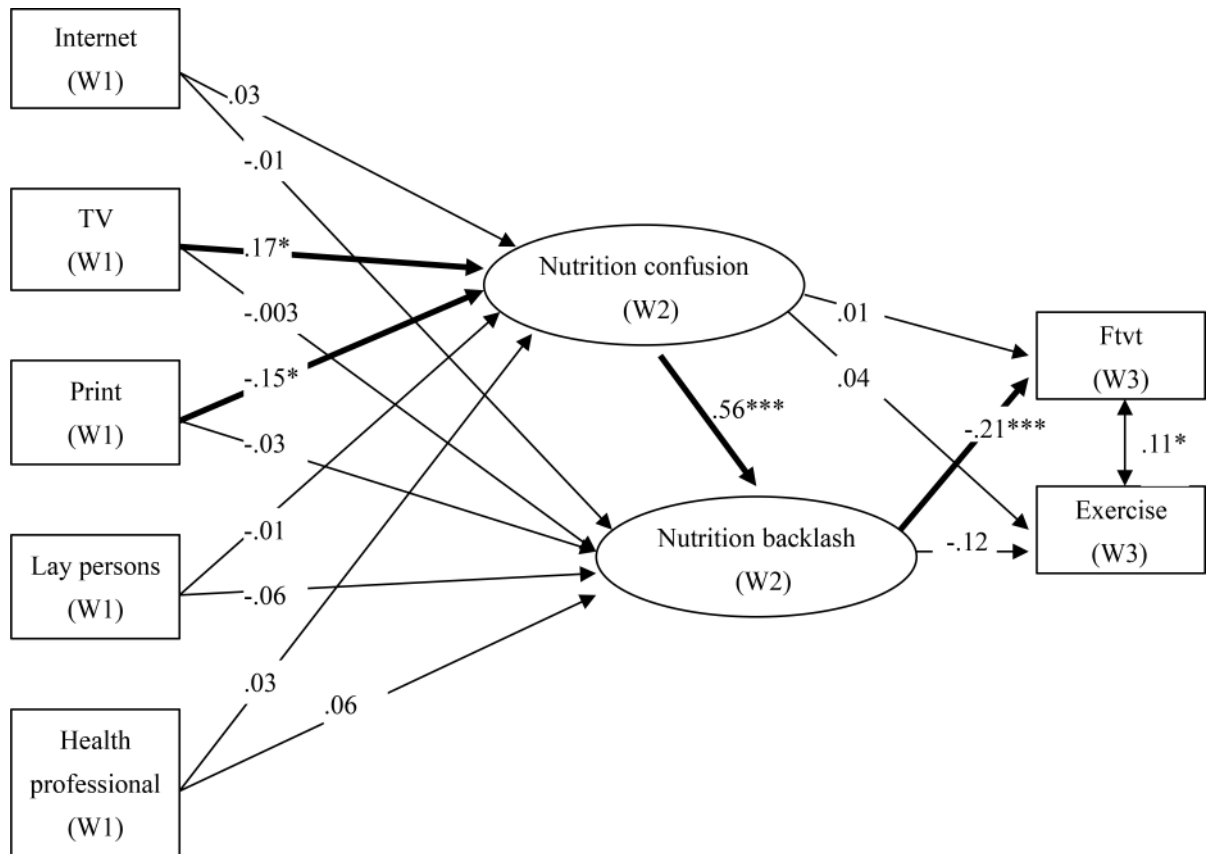 Internet
(W1)
TV
(W1)
Print
(W1)
Lay persons
(W1)
Health
professional
(W1)
.03
-.01
.17*
-.003
-.15*
-.03
-.01
-.06
.03
.06
Nutrition confusion
(W2)
.56***
Nutrition backlash
(W2)
.01
.04
-.21***
-.12
Ftvt
(W3)
.11*
Exercise
(W3)